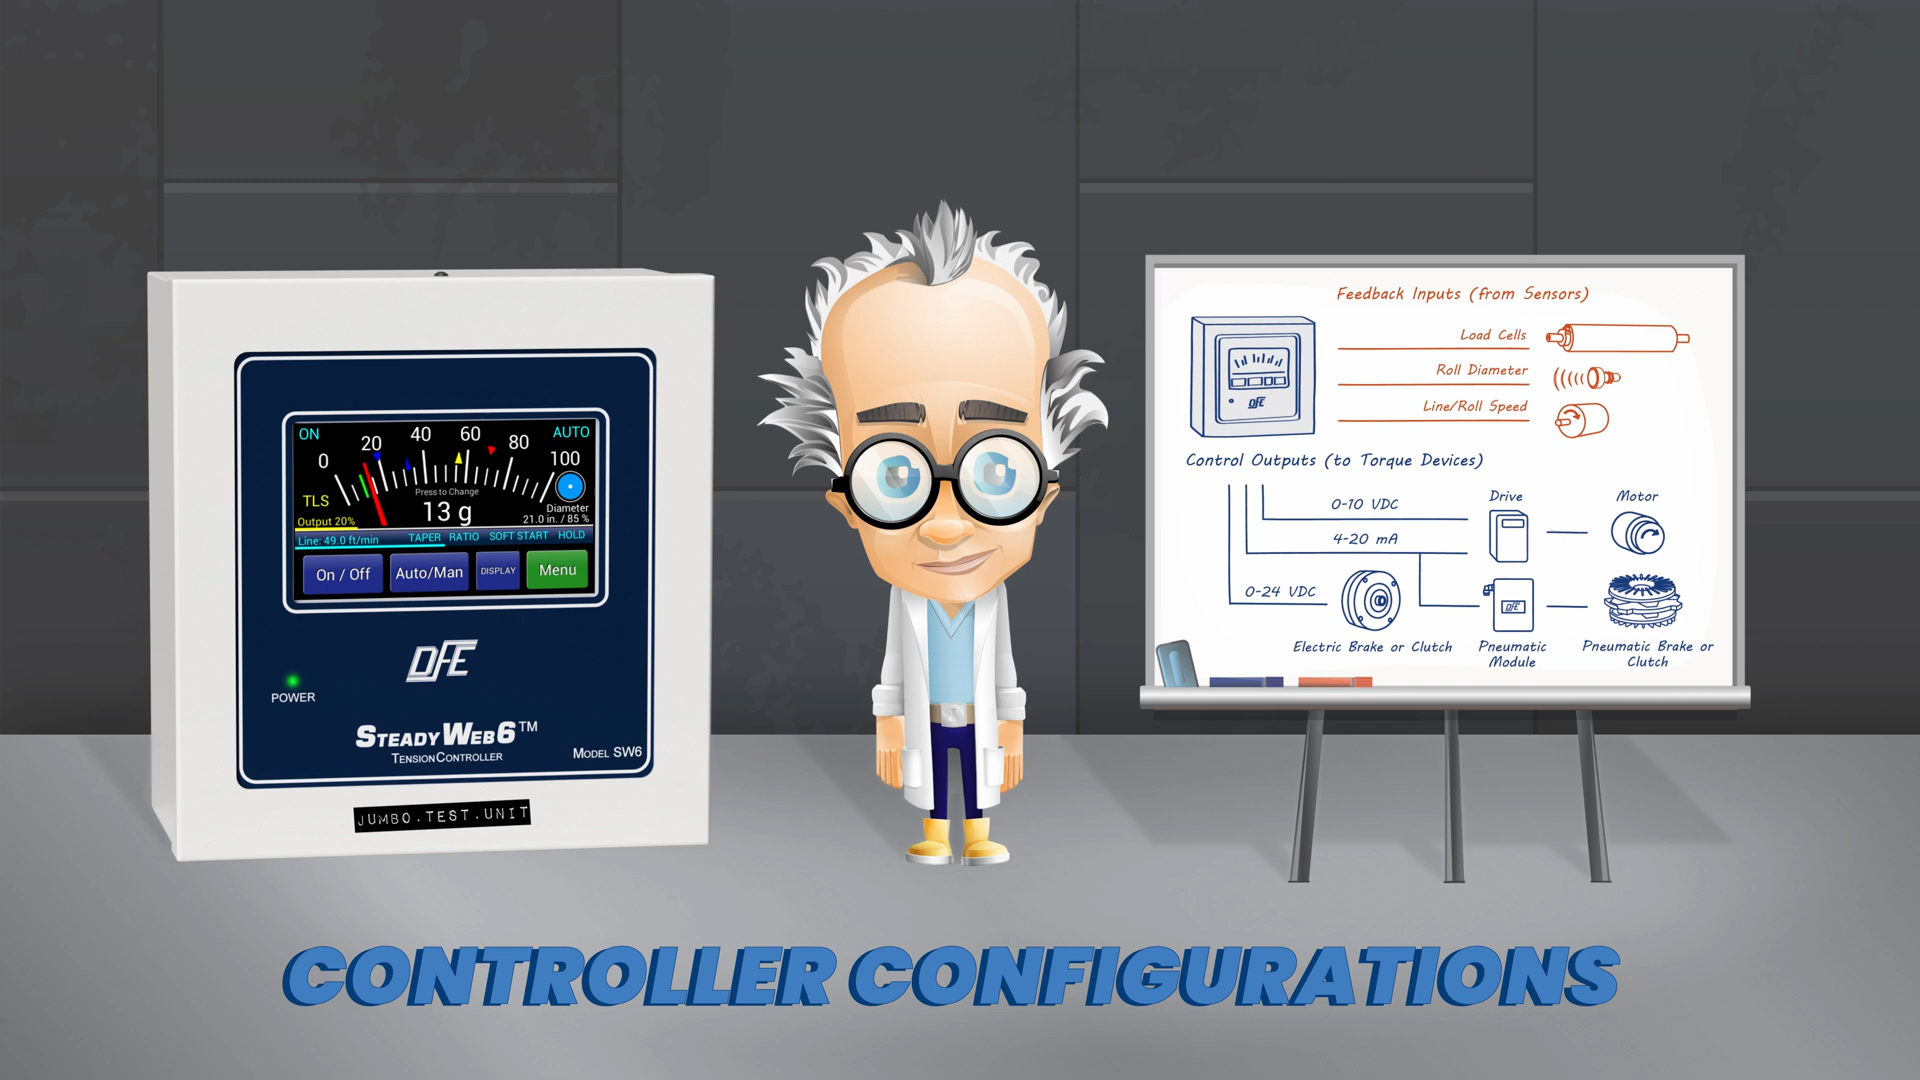 ON
AUTO
0
20
40
60
80
100
TLS
Press to Change
13 g
Output 20%
Diameter
21.0 in. / 85 %
Line: 49.0 ft/min
TAPER
RATIO
SOFT START
HOLD
On / Off
Auto/Man
DISPLAY
Menu
DFE
POWER
STEADYWEB6™
TENSIONCONTROLLER
MODEL SW6
JUMBO.TEST.UNIT
Feedback Inputs (from Sensors)
Load Cells
Roll Diameter
Line/Roll Speed
DFE
Control Outputs (to Torque Devices)
0-10 VDC
Drive
Motor
4-20 mA
0-24 VDC
DFE
Electric Brake or Clutch
Pneumatic
Module
Pneumatic Brake or
Clutch
CONTROLLER CONFIGURATIONS